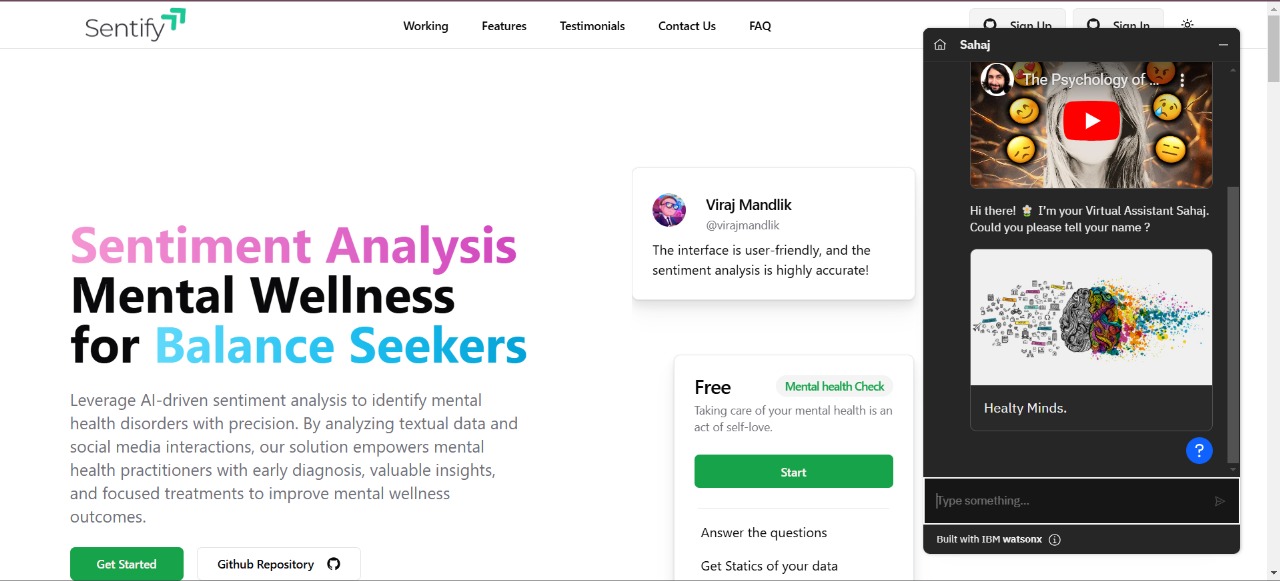 Sentify
Working
Features
Testimonials
Contact Us
FAQ
Sign Up
Sign In
Sentiment Analysis
Mental Wellness
for Balance Seekers
Leverage AI-driven sentiment analysis to identify mental
health disorders with precision. By analyzing textual data and
social media interactions, our solution empowers mental
health practitioners with early diagnosis, valuable insights,
and focused treatments to improve mental wellness
outcomes.
Get Started
Github Repository
Viraj Mandlik
@virajmandlik
The interface is user-friendly, and the
sentiment analysis is highly accurate!
Free
Mental health Check
Taking care of your mental health is an
act of self-love.
Start
Answer the questions
Get Statics of your data
Sahaj
The Psychology of ...
Hi there! I'm your Virtual Assistant Sahaj.
Could you please tell your name ?
Healty Minds.
?
Type something...
Built with IBM watsonx